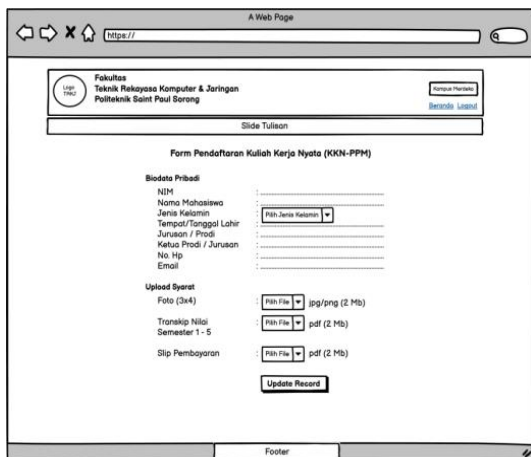 A Web Page
https://
Logo
TRKJ
Fakultas
Teknik Rekayasa Komputer & Jaringan
Politeknik Saint Paul Sorong
Kampus Merdeka
Beranda Logout
Slide Tulisan
Form Pendaftaran Kuliah Kerja Nyata (KKN-PPM)
Biodata Pribadi
NIM :
Nama Mahasiswa :
Jenis Kelamin : Pilih Jenis Kelamin
Tempat/Tanggal Lahir :
Jurusan / Prodi :
Ketua Prodi / Jurusan :
No. Hp :
Email :
Upload Syarat
Foto (3x4) : Pilih File jpg/png (2 Mb)
Transkip Nilai : Pilih File pdf (2 Mb)
Semester 1 - 5
Slip Pembayaran : Pilih File pdf (2 Mb)
Update Record
Footer